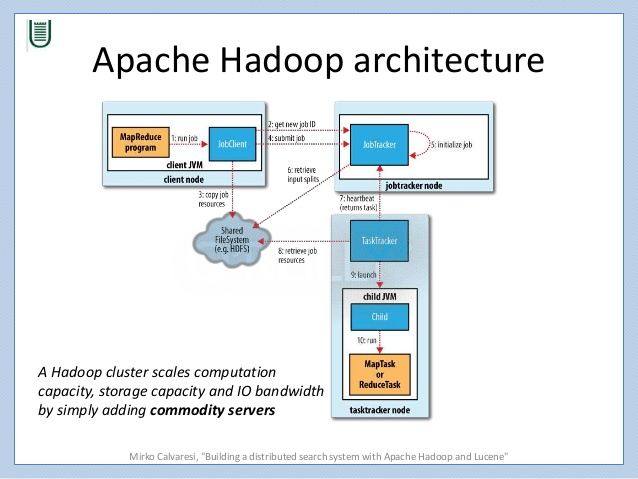 Apache Hadoop architecture
MapReduce
program
1: run job
JobClient
client JVM
client node
2: get new job ID
4: submit job
JobTracker
5: initialize job
jobtracker node
3: copy job
resources
6: retrieve
input splits
7: heartbeat
(returns task)
Shared
FileSystem
(e.g. HDFS)
8: retrieve job
resources
TaskTracker
9: launch
child JVM
Child
10: run
MapTask
or
ReduceTask
tasktracker node
A Hadoop cluster scales computation
capacity, storage capacity and IO bandwidth
by simply adding commodity servers
Mirko Calvaresi, "Building a distributed search system with Apache Hadoop and Lucene"